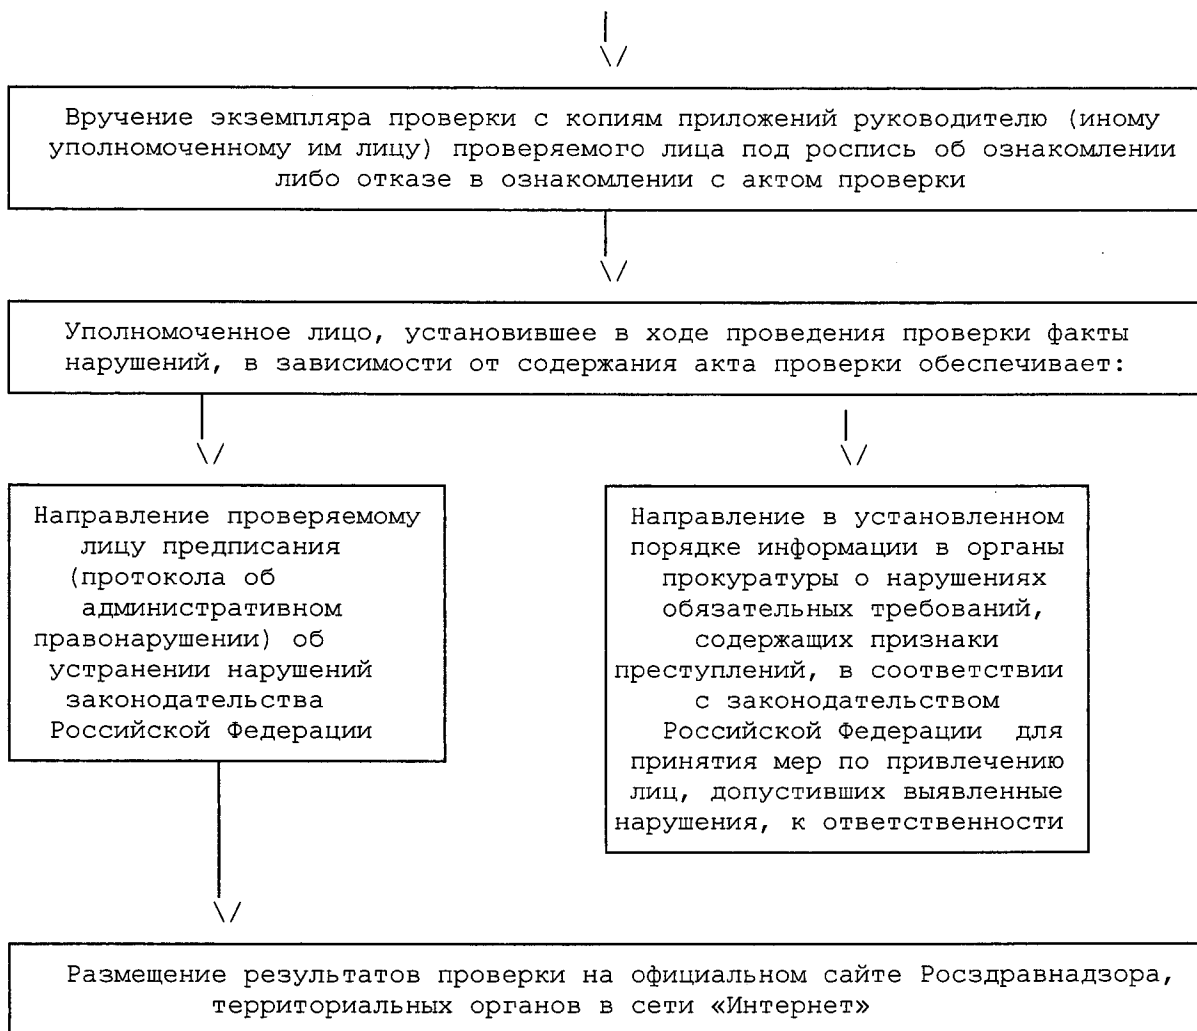 Вручение экземпляра проверки с копиям приложений руководителю (иному
уполномоченному им лицу) проверяемого лица под роспись об ознакомлении
либо отказе в ознакомлении с актом проверки
Уполномоченное лицо, установившее в ходе проведения проверки факты
нарушений, в зависимости от содержания акта проверки обеспечивает:
Направление проверяемому
лицу предписания
(протокола об
административном
правонарушении) об
устранении нарушений
законодательства
Российской Федерации
Направление в установленном
порядке информации в органы
прокуратуры о нарушениях
обязательных требований,
содержащих признаки
преступлений, в соответствии
с законодательством
Российской Федерации для
принятия мер по привлечению
лиц, допустивших выявленные
нарушения, к ответственности
Размещение результатов проверки на официальном сайте Росздравнадзора,
территориальных органов в сети «Интернет»